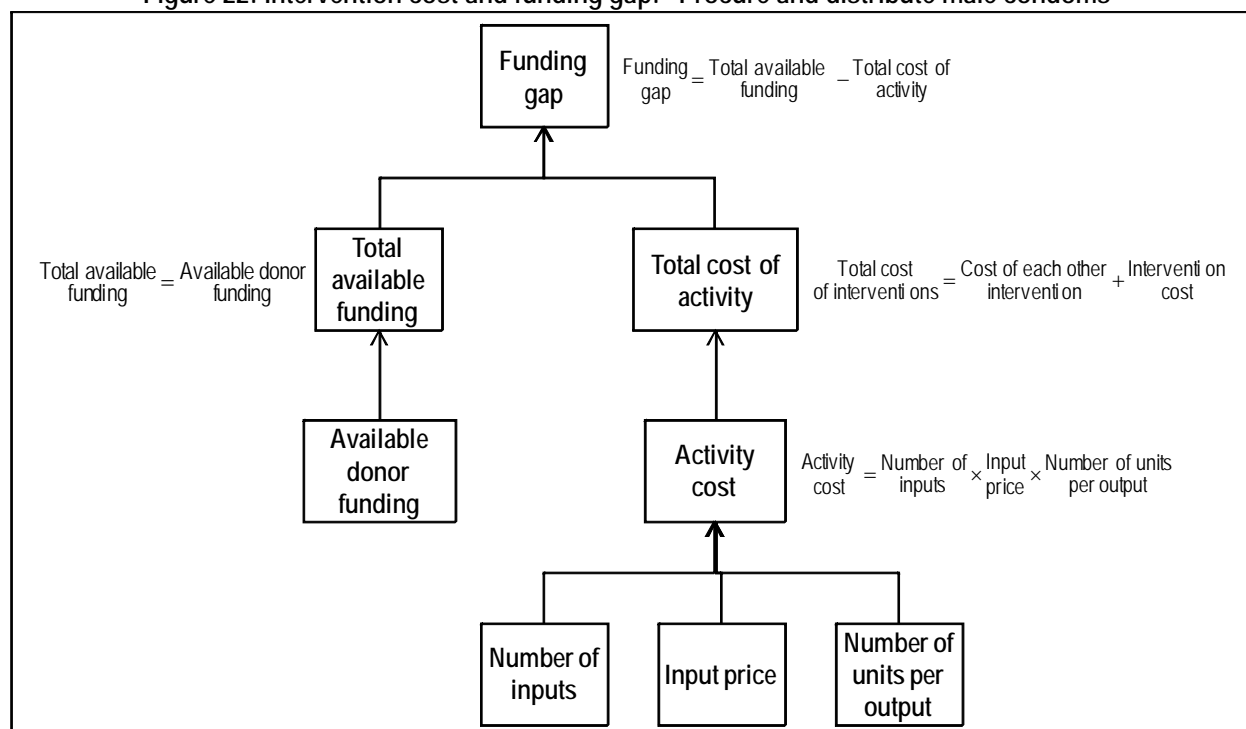 Figure 22: Intervention cost and funding gap: Procure and distribute male condoms
Funding
gap
Funding
gap
=
Total available
funding
−
Total cost of
activity
Total available
funding
=
Available donor
funding
Total
available
funding
Total cost of
activity
Total cost
of interventions
=
Cost of each other
intervention
+
Intervention
cost
Available
donor
funding
Activity
cost
Activity
cost
=
Number of
inputs
×
Input
price
×
Number of units
per output
Number of
inputs
Input price
Number of
units per
output